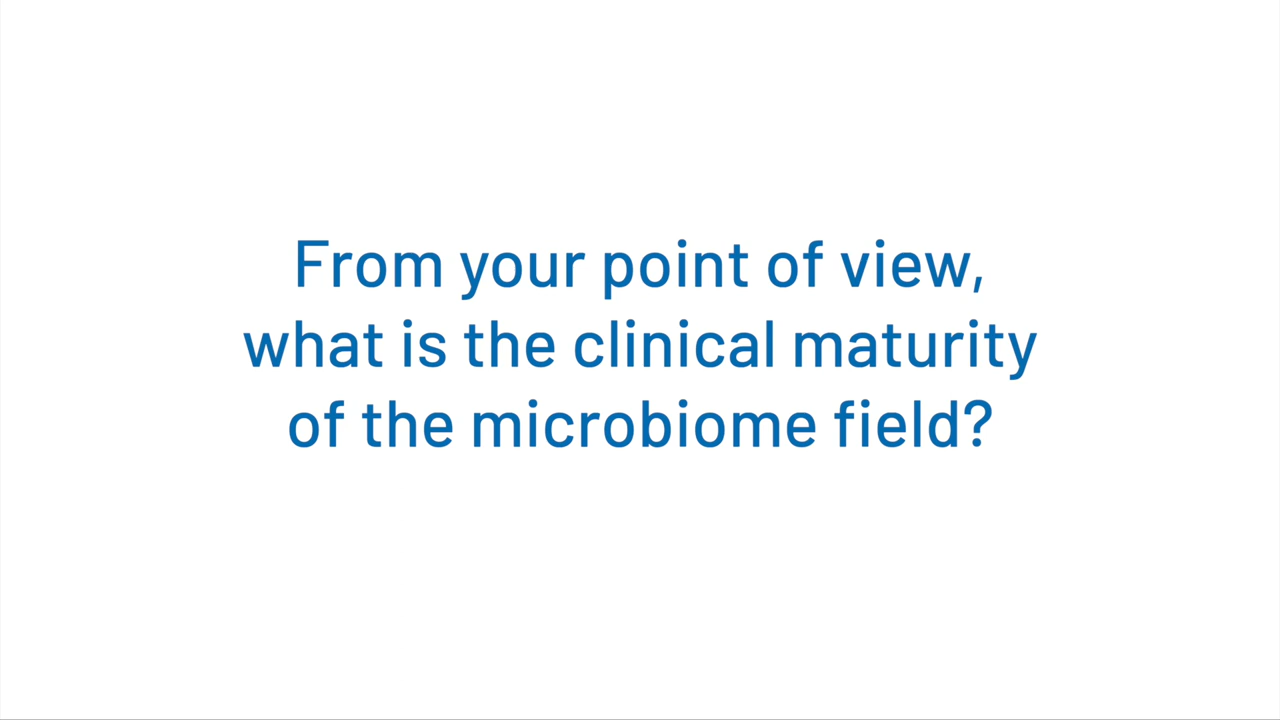 From your point of view,
what is the clinical maturity
of the microbiome field?